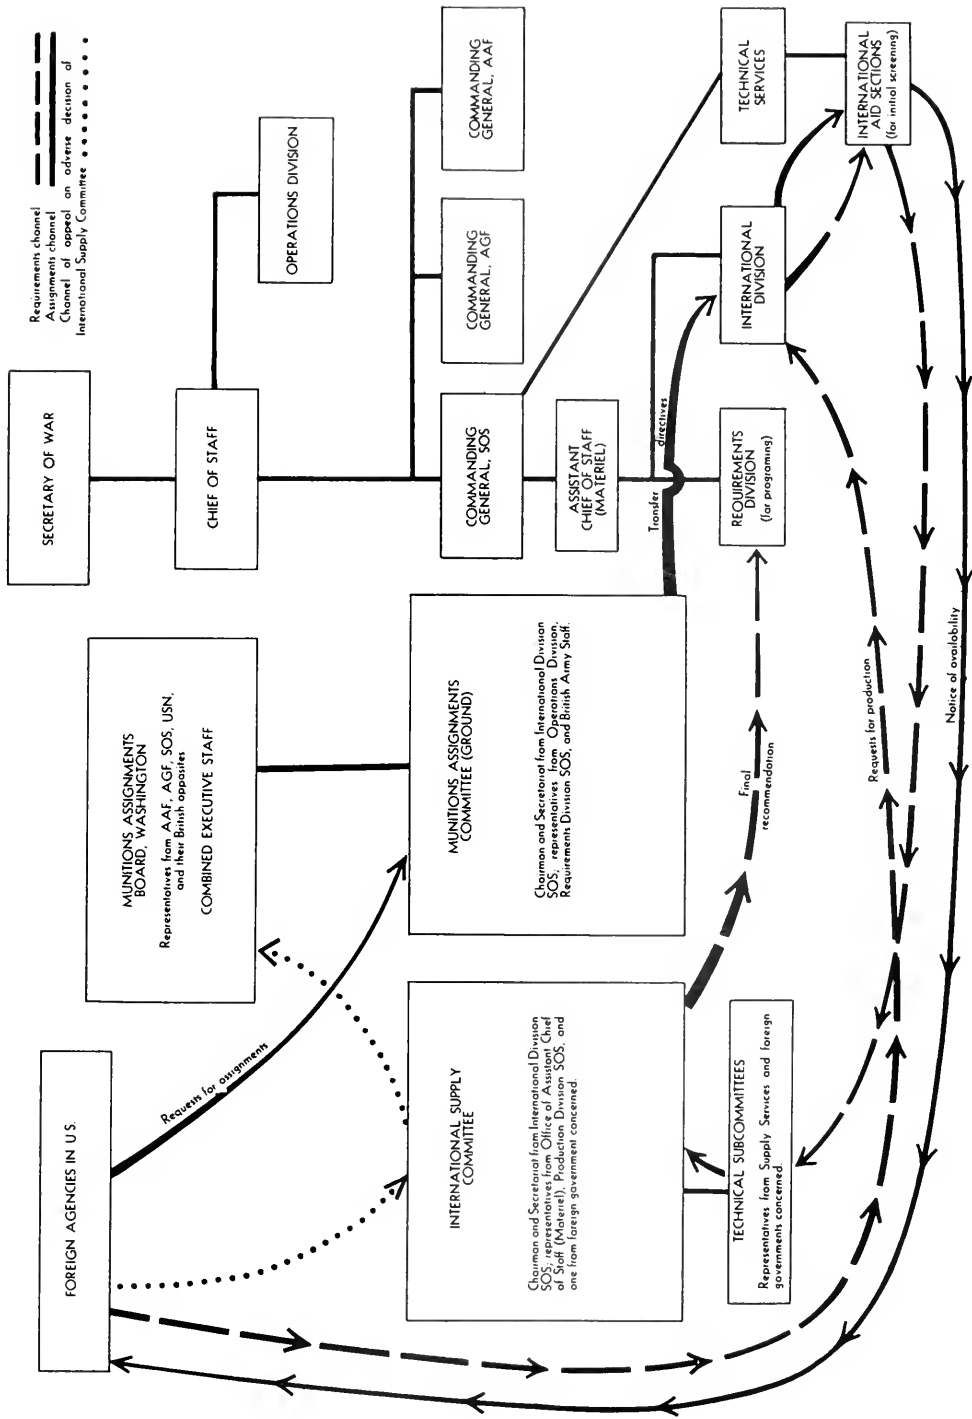 Requirements channel
Assignments channel
Channel of appeal on adverse decision of
International Supply Committee
SECRETARY OF WAR
CHIEF OF STAFF
OPERATIONS DIVISION
COMMANDING
GENERAL, SOS
COMMANDING
GENERAL, AGF
COMMANDING
GENERAL, AAF
ASSISTANT
CHIEF OF STAFF
(MATERIEL)
REQUIREMENTS
DIVISION
(for programing)
INTERNATIONAL
DIVISION
TECHNICAL
SERVICES
INTERNATIONAL
AID SECTIONS
(for initial screening)
Transfer
directives
MUNITIONS ASSIGNMENTS
BOARD, WASHINGTON
Representatives from AAF, AGF, SOS, USN,
and their British opposites
COMBINED EXECUTIVE STAFF
MUNITIONS ASSIGNMENTS
COMMITTEE (GROUND)
Chairman and Secretariat from International Division
SOS; representatives from Operations Division,
Requirements Division SOS, and British Army Staff.
FOREIGN AGENCIES IN U.S.
Requests for assignments
INTERNATIONAL SUPPLY
COMMITTEE
Chairman and Secretariat from International Division
SOS; representatives from Office of Assistant Chief
of Staff (Materiel), Production Division SOS, and
one from foreign government concerned.
TECHNICAL SUBCOMMITTEES
Representatives from Supply Services and foreign
governments concerned.
Final
recommendation
Requests for production
Notice of availability